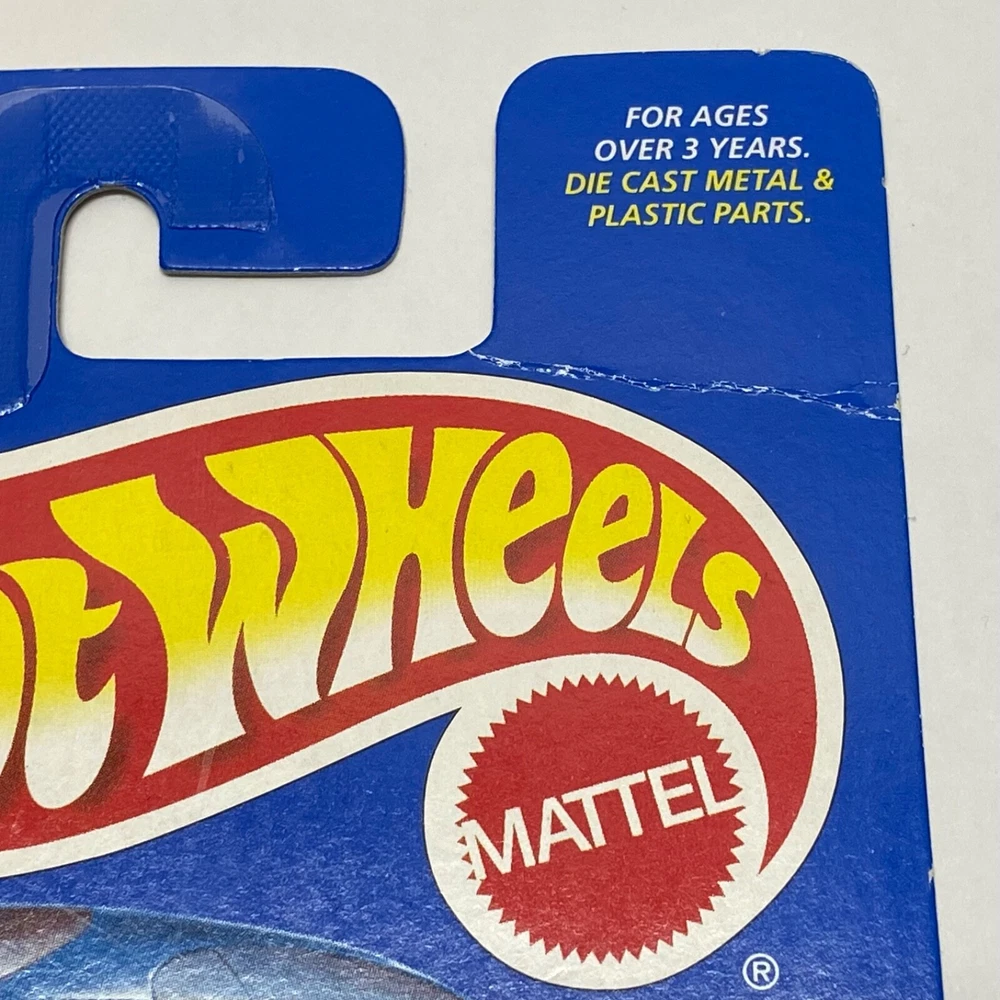 FOR AGES
OVER 3 YEARS.
DIE CAST METAL &
PLASTIC PARTS.
t Wheels
MATTEL
®